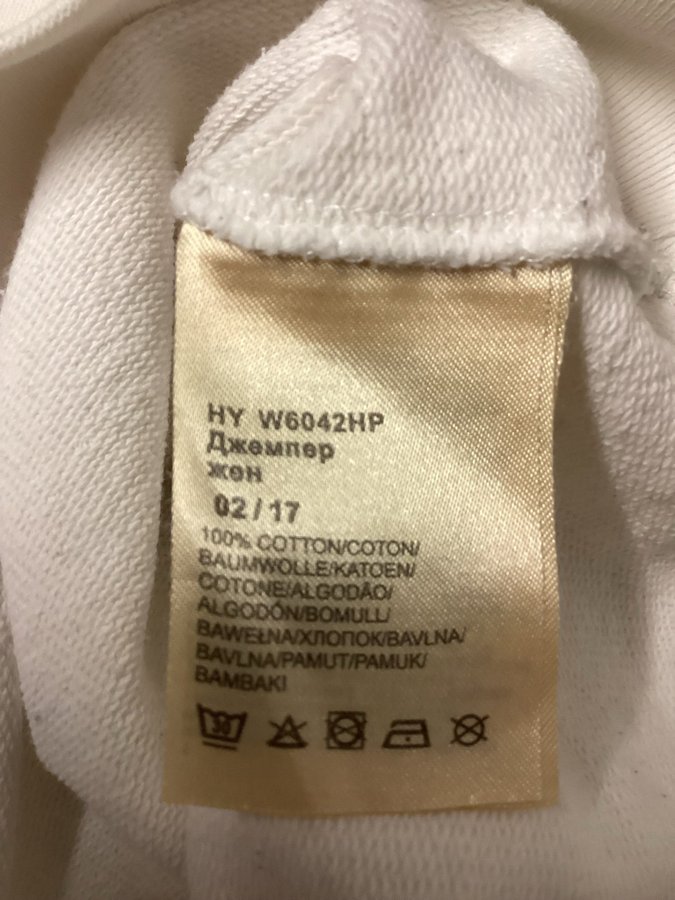 HY W6042HP
Джемпер
жен
02/17
100% COTTON/COTON/
BAUMWOLLE/KATOEN/
COTONE/ALGODÃO/
ALGODÓN/BOMULL/
BAWEŁNA/ХЛОПОК/BAVLNA/
BAVLNA/PAMUT/PAMUK/
BAMBAKI
30